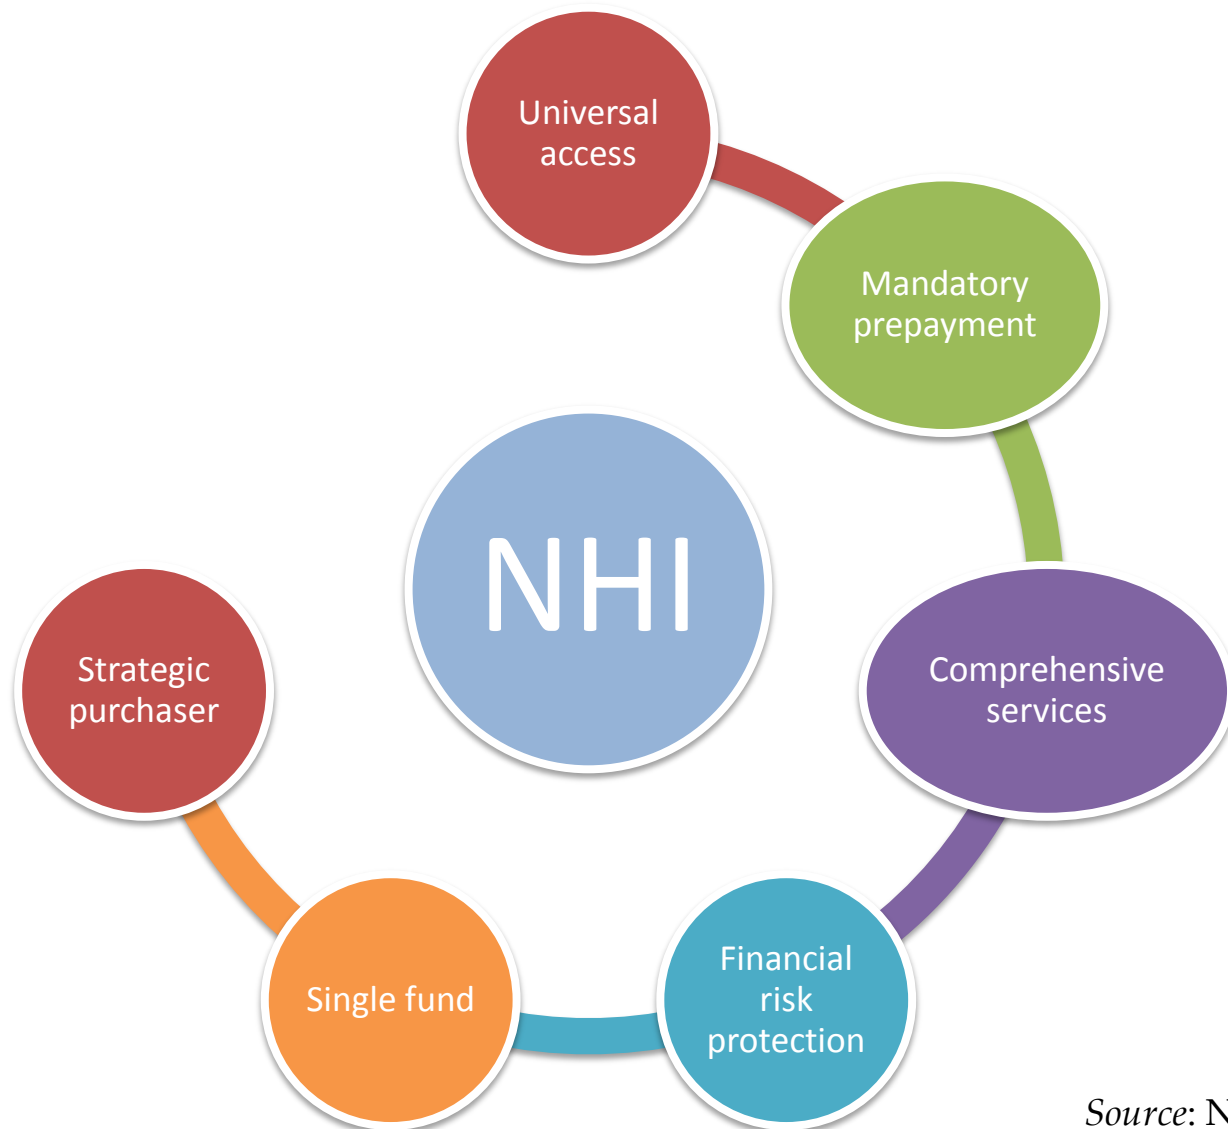 Universal
access
Mandatory
prepayment
NHI
Comprehensive
services
Strategic
purchaser
Financial
risk
protection
Single fund
Source: N